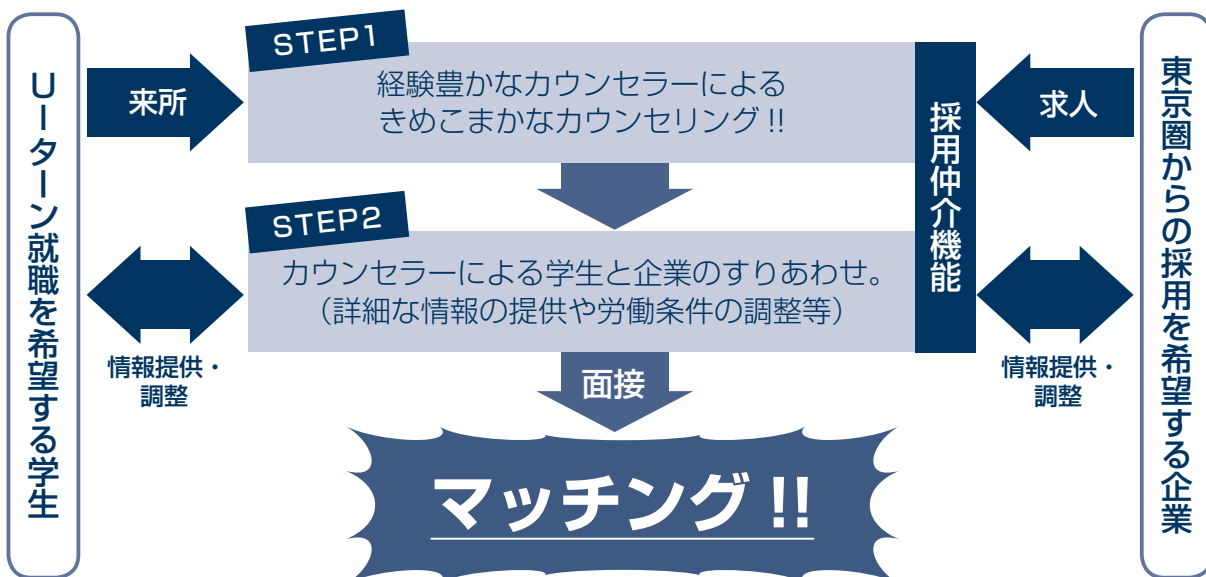 Uターン就職を希望する学生
来所
STEP1
経験豊かなカウンセラーによる
きめこまかなカウンセリング!!
採用仲介機能
求人
東京圏からの採用を希望する企業
STEP2
カウンセラーによる学生と企業のすりあわせ。
（詳細な情報の提供や労働条件の調整等）
情報提供・
調整
情報提供・
調整
面接
マッチング!!